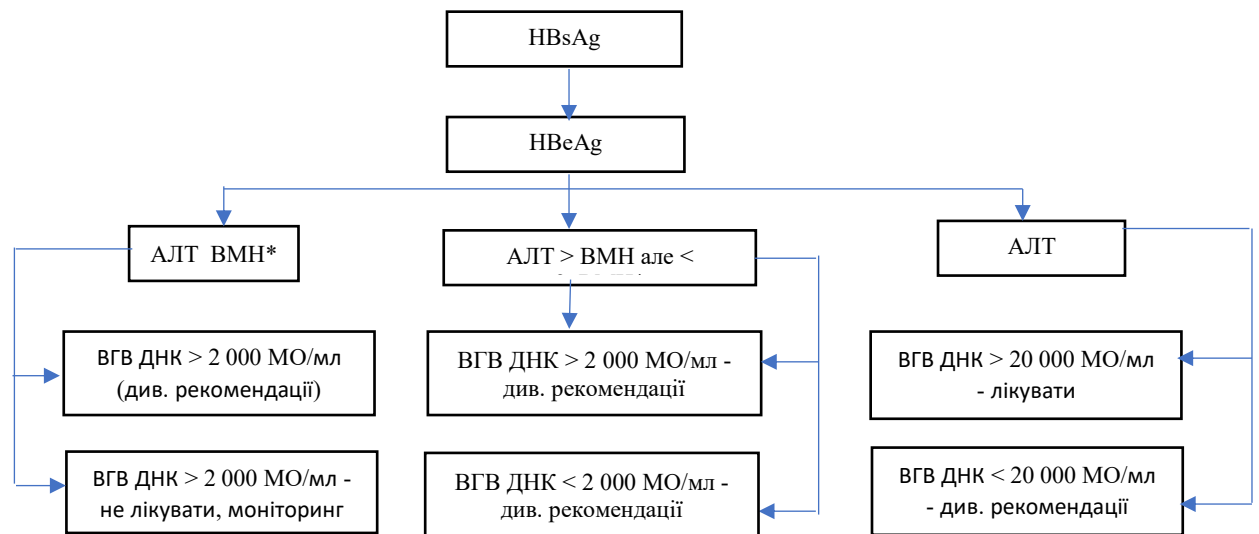 HBsAg
HBeAg
АЛТ ВМН*
АЛТ > ВМН але <
АЛТ
ВГВ ДНК > 2 000 МО/мл
(див. рекомендації)
ВГВ ДНК > 2 000 МО/мл -
див. рекомендації
ВГВ ДНК > 20 000 МО/мл
- лікувати
ВГВ ДНК > 2 000 МО/мл -
не лікувати, моніторинг
ВГВ ДНК < 2 000 МО/мл -
див. рекомендації
ВГВ ДНК < 20 000 МО/мл
- див. рекомендації